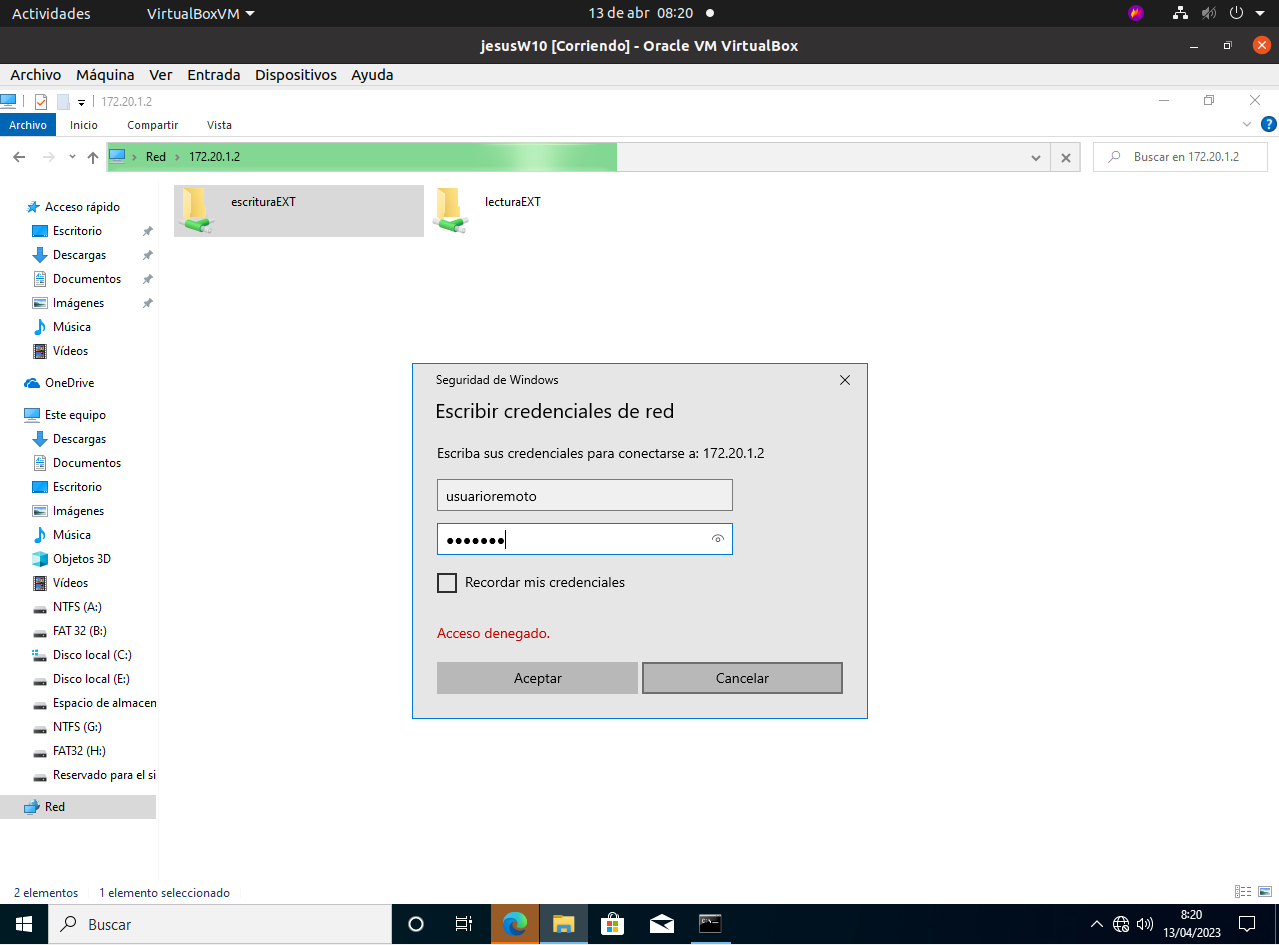 Actividades VirtualBoxVM 13 de abr 08:20
jesusW10 [Corriendo] - Oracle VM VirtualBox
Archivo Máquina Ver Entrada Dispositivos Ayuda
172.20.1.2
Archivo Inicio Compartir Vista
Red 172.20.1.2 Buscar en 172.20.1.2
Acceso rápido
Escritorio
Descargas
Documentos
Imágenes
Música
Vídeos
OneDrive
Este equipo
Descargas
Documentos
Escritorio
Imágenes
Música
Objetos 3D
Vídeos
NTFS (A:)
FAT 32 (B:)
Disco local (C:)
Disco local (E:)
Espacio de almacen
NTFS (G:)
FAT32 (H:)
Reservado para el si
Red
escrituraEXT lecturaEXT
Seguridad de Windows
Escribir credenciales de red
Escriba sus credenciales para conectarse a: 172.20.1.2
usuarioremoto
●●●●●●●
Recordar mis credenciales
Acceso denegado.
Aceptar Cancelar
2 elementos 1 elemento seleccionado
Buscar
8:20
13/04/2023